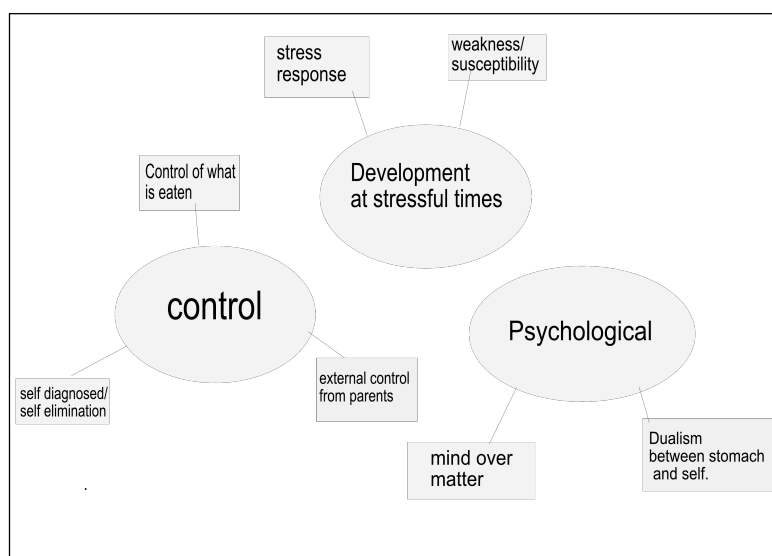 stress
response
weakness/
susceptibility
Development
at stressful times
Control of what
is eaten
control
self diagnosed/
self elimination
external control
from parents
Psychological
mind over
matter
Dualism
between stomach
and self.
.